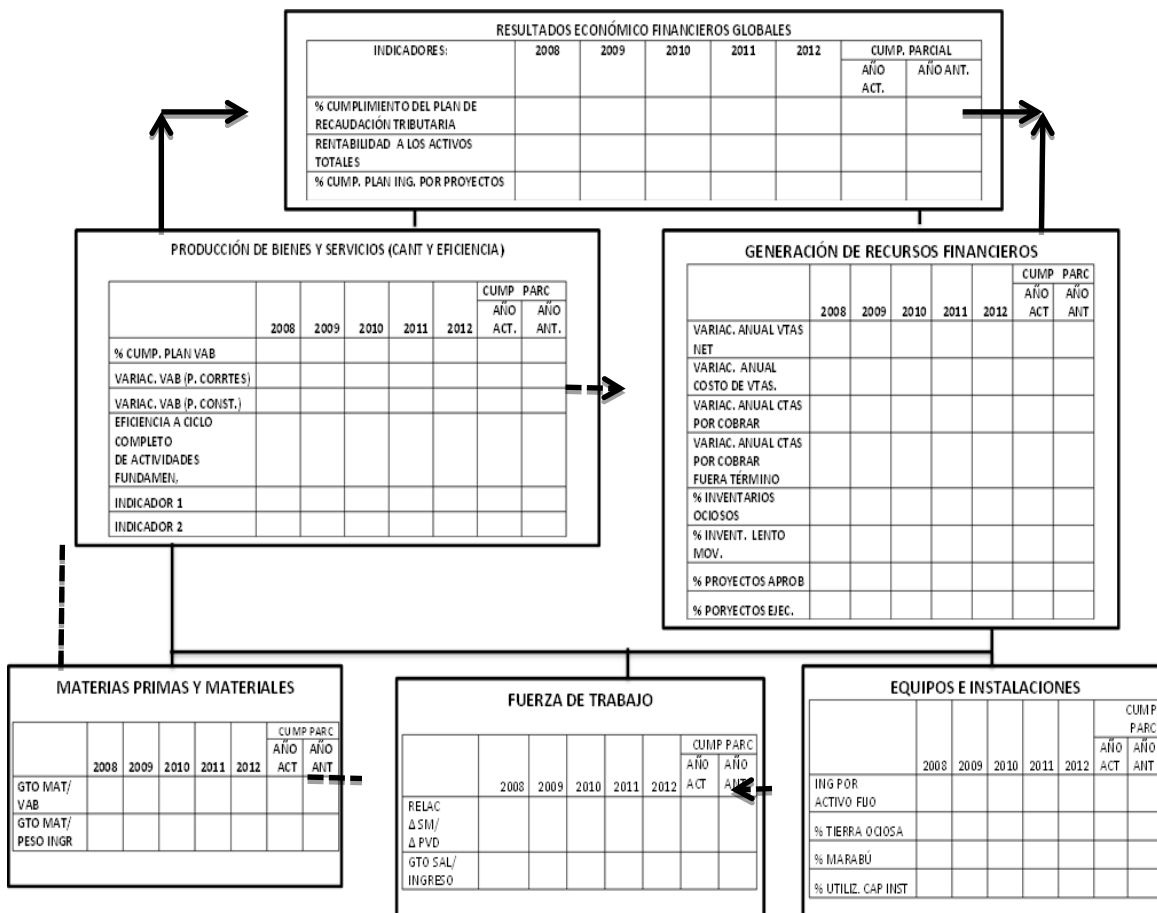 RESULTADOS ECONÓMICO FINANCIEROS GLOBALES
INDICADORES: 2008 2009 2010 2011 2012 CUMP. PARCIAL
AÑO AÑO ANT.
ACT.
% CUMPLIMIENTO DEL PLAN DE
RECAUDACIÓN TRIBUTARIA
RENTABILIDAD A LOS ACTIVOS
TOTALES
% CUMP. PLAN ING. POR PROYECTOS
PRODUCCIÓN DE BIENES Y SERVICIOS (CANT Y EFICIENCIA)
CUMP PARC
AÑO AÑO
2008 2009 2010 2011 2012 ACT. ANT.
% CUMP. PLAN VAB
VARIAC. VAB (P. CORRTES)
VARIAC. VAB (P. CONST.)
EFICIENCIA A CICLO
COMPLETO
DE ACTIVIDADES
FUNDAMEN,
INDICADOR 1
INDICADOR 2
GENERACIÓN DE RECURSOS FINANCIEROS
CUMP PARC
AÑO AÑO
2008 2009 2010 2011 2012 ACT ANT
VARIAC. ANUAL VTAS
NET
VARIAC. ANUAL
COSTO DE VTAS.
VARIAC. ANUAL CTAS
POR COBRAR
VARIAC. ANUAL CTAS
POR COBRAR
FUERA TÉRMINO
% INVENTARIOS
OCIOSOS
% INVENT. LENTO
MOV.
% PROYECTOS APROB
% PORYECTOS EJEC.
MATERIAS PRIMAS Y MATERIALES
CUMP PARC
AÑO AÑO
2008 2009 2010 2011 2012 ACT ANT
GTO MAT/
VAB
GTO MAT/
PESO INGR
FUERZA DE TRABAJO
CUMP PARC
AÑO AÑO
2008 2009 2010 2011 2012 ACT ANT
RELAC
Δ SM/
Δ PVD
GTO SAL/
INGRESO
EQUIPOS E INSTALACIONES
CUMP
PARC
AÑO AÑO
2008 2009 2010 2011 2012 ACT ANT
ING POR
ACTIVO FIJO
% TIERRA OCIOSA
% MARABÚ
% UTILIZ. CAP INST